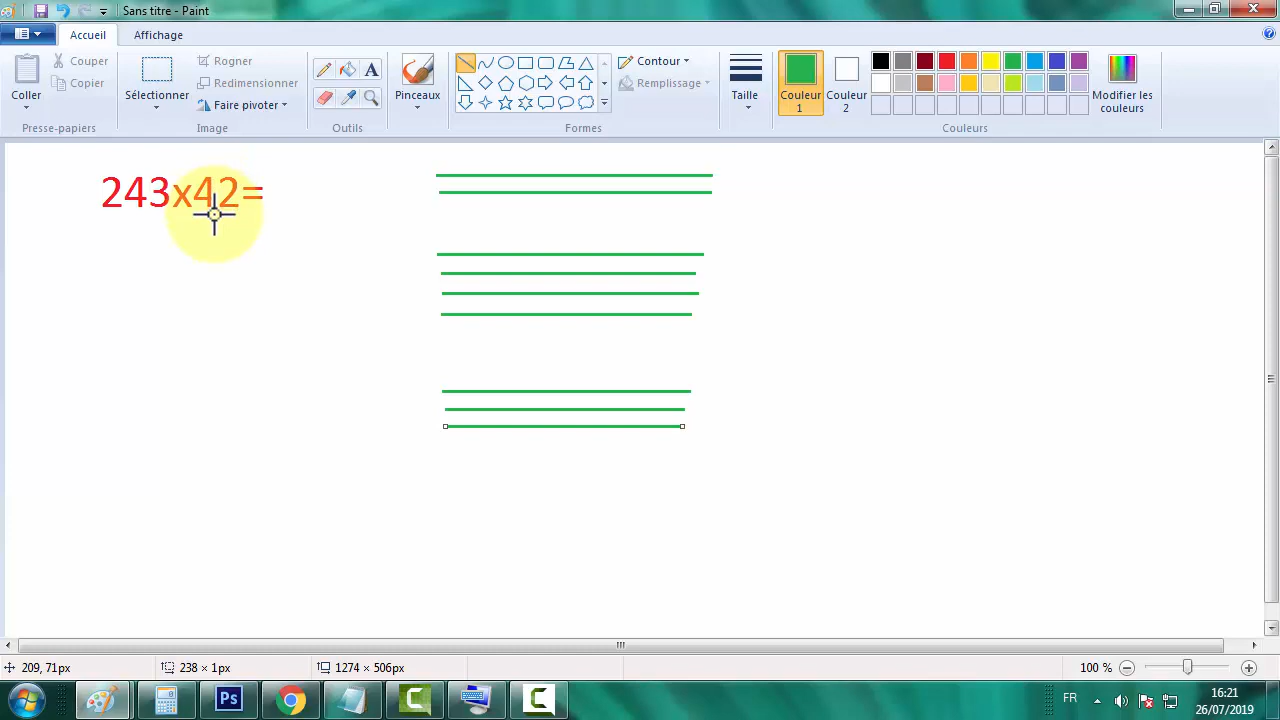 Sans titre - Paint
Accueil
Affichage
Coller
Couper
Copier
Presse-papiers
Sélectionner
Rogner
Redimensionner
Faire pivoter
Image
A
Outils
Pinceaux
Contour
Remplissage
Formes
Taille
Couleur 1
Couleur 2
Modifier les couleurs
Couleurs
243x42=
209, 71px
238 × 1px
1274 × 506px
100 %
Ps
C
C
FR
16:21
26/07/2019